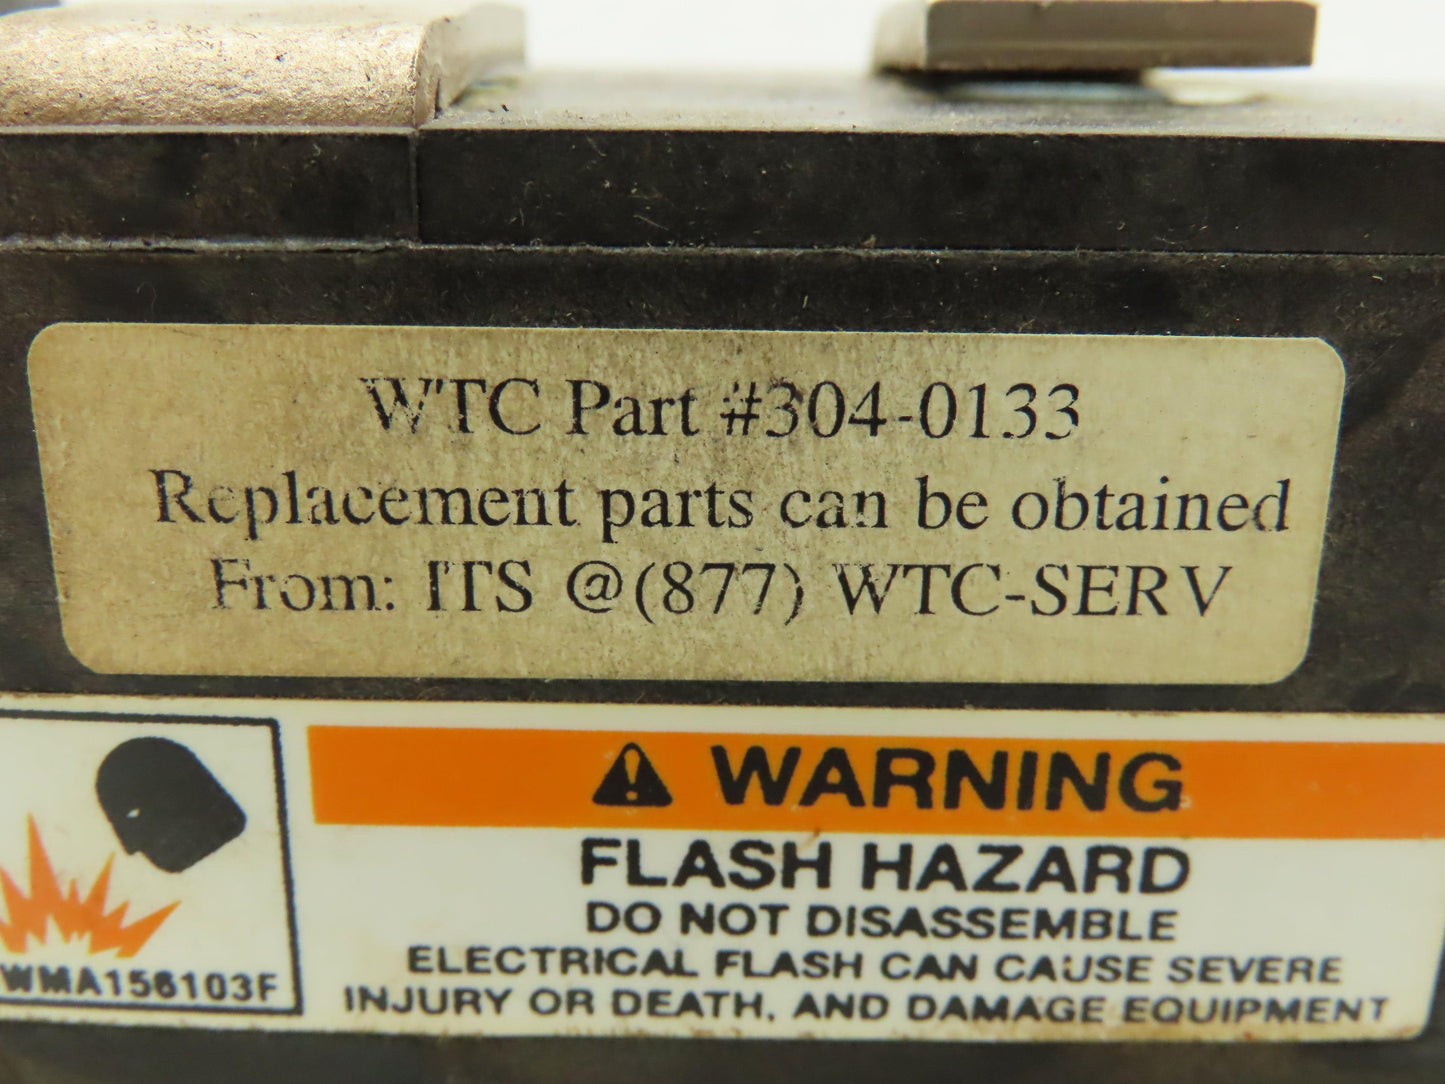 WTC Part #304-0133
Replacement parts can be obtained
From: ITS @(877) WTC-SERV
WARNING
FLASH HAZARD
DO NOT DISASSEMBLE
ELECTRICAL FLASH CAN CAUSE SEVERE
INJURY OR DEATH, AND DAMAGE EQUIPMENT
WMA156103F